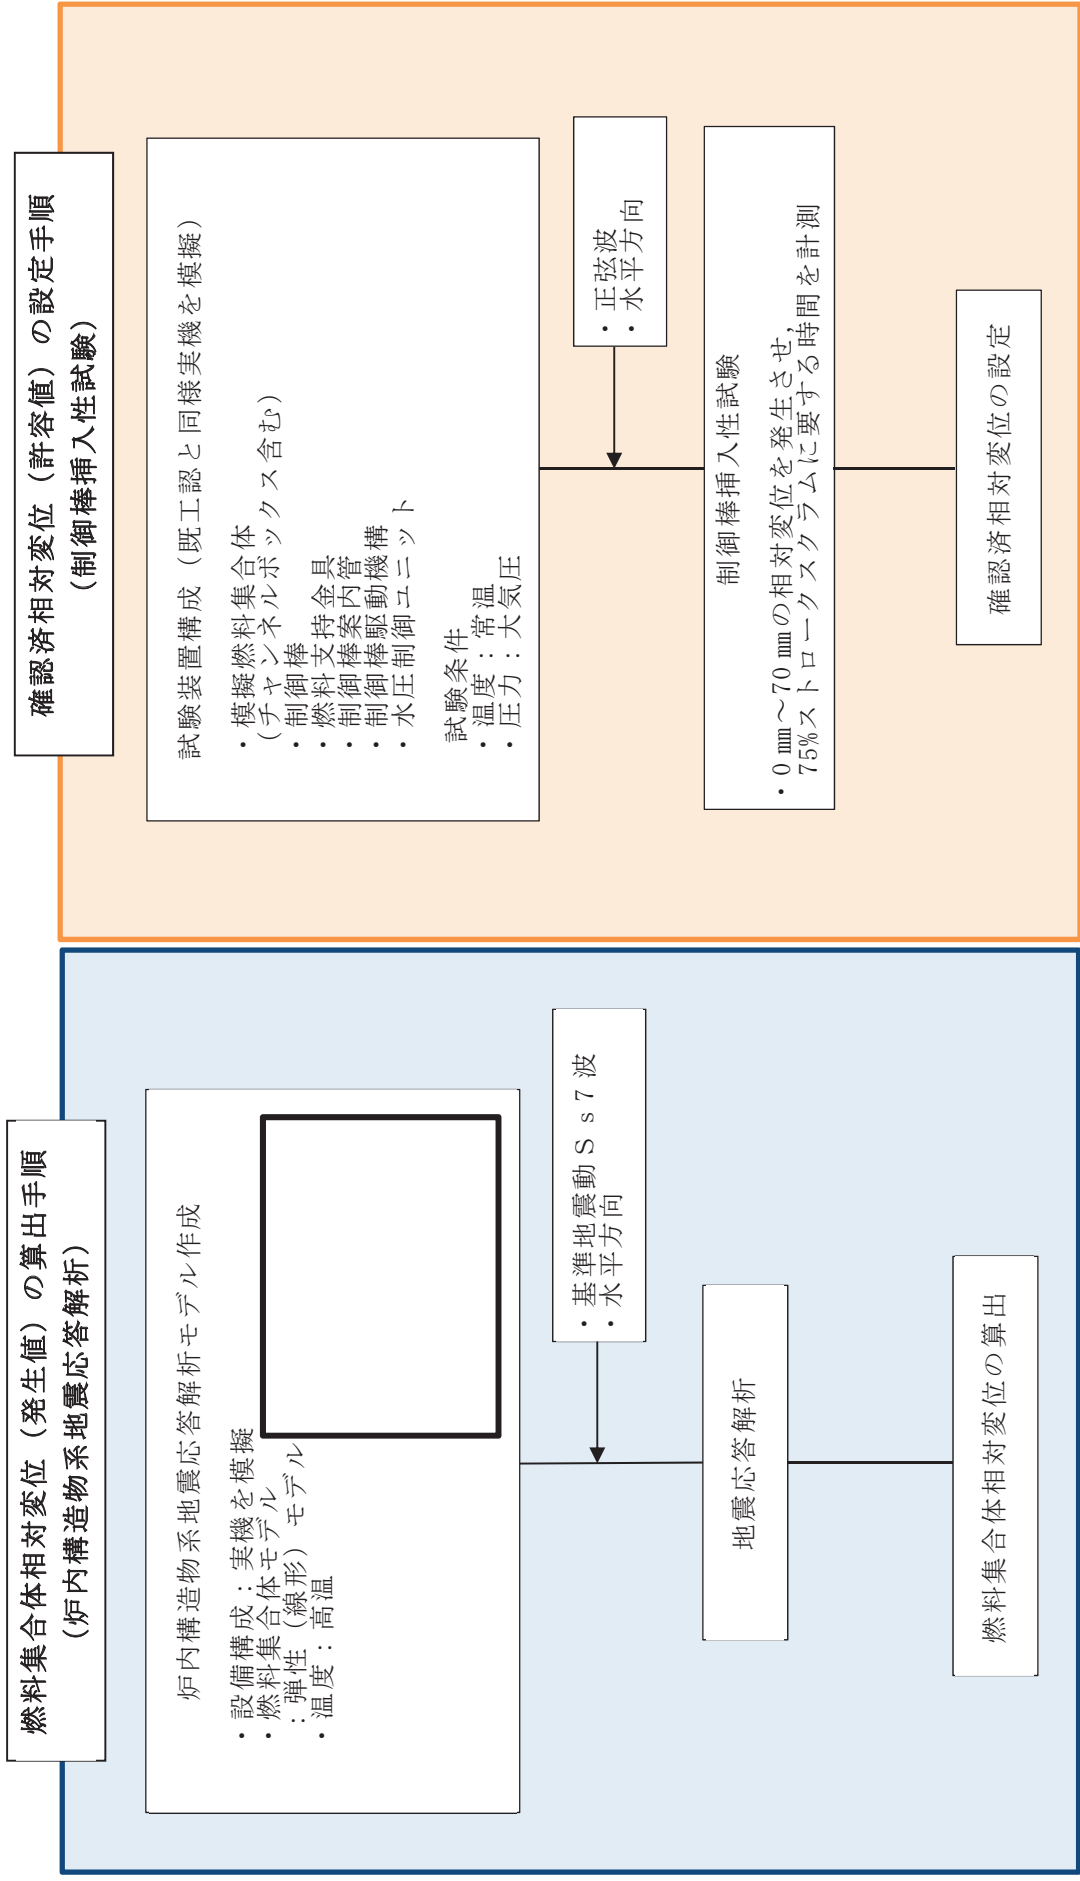 燃料集合体相対変位（発生値）の算出手順
（炉内構造物系地震応答解析）
炉内構造物系地震応答解析モデル作成
・設備構成：実機を模擬
・燃料集合体モデル
：弾性（線形）モデル
・温度：高温
・基準地震動Ｓｓ７波
・水平方向
地震応答解析
燃料集合体相対変位の算出
確認済相対変位（許容値）の設定手順
（制御棒挿入性試験）
試験装置構成（既工認と同様実機を模擬）
・模擬燃料集合体
（チャンネルボックス含む）
・制御棒
・燃料支持金具
・制御棒案内管
・制御棒駆動機構
・水圧制御ユニット
試験条件
・温度：常温
・圧力：大気圧
・正弦波
・水平方向
制御棒挿入性試験
・0㎜～70㎜の相対変位を発生させ，
75%ストロークスクラムに要する時間を計測
確認済相対変位の設定